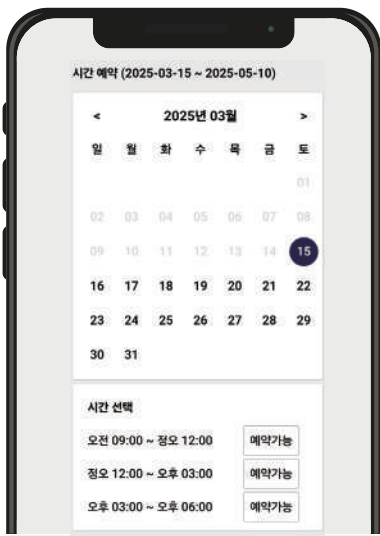 시간 예약 (2025-03-15 ~ 2025-05-10)
< 2025년 03월 >
일 월 화 수 목 금 토
01
02 03 04 05 06 07 08
09 10 11 12 13 14 15
16 17 18 19 20 21 22
23 24 25 26 27 28 29
30 31
시간 선택
오전 09:00 ~ 정오 12:00 예약가능
정오 12:00 ~ 오후 03:00 예약가능
오후 03:00 ~ 오후 06:00 예약가능